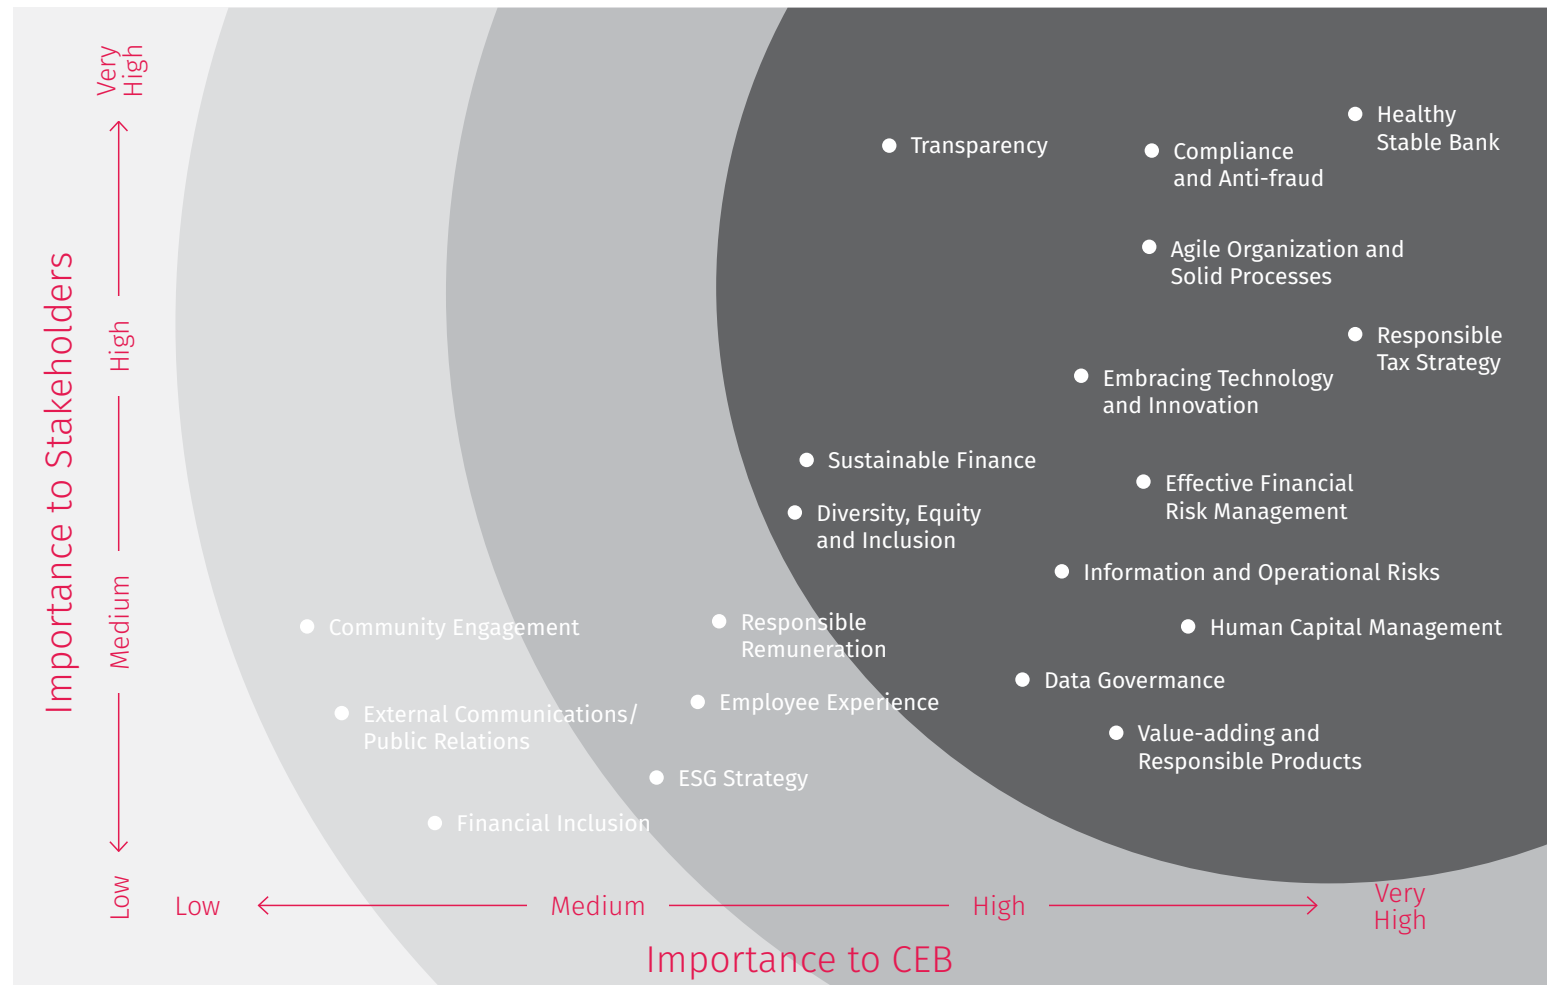 Very
High
High
Medium
Low
Importance to Stakeholders
Healthy
Stable Bank
Transparency
Compliance
and Anti-fraud
Agile Organization and
Solid Processes
Responsible
Tax Strategy
Embracing Technology
and Innovation
Sustainable Finance
Effective Financial
Risk Management
Diversity, Equity
and Inclusion
Information and Operational Risks
Community Engagement
Responsible
Remuneration
Human Capital Management
Data Governance
Employee Experience
External Communications/
Public Relations
Value-adding and
Responsible Products
ESG Strategy
Financial Inclusion
Low
Medium
High
Very
High
Importance to CEB